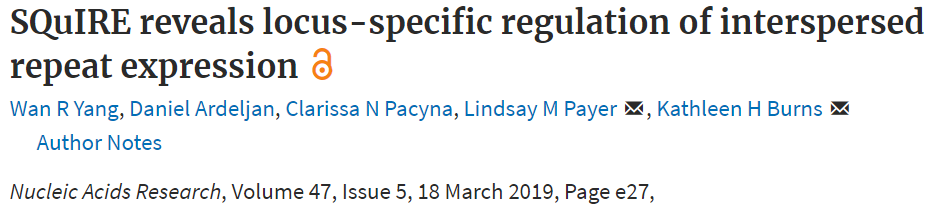 SQuIRE reveals locus-specific regulation of interspersed
repeat expression
Wan R Yang, Daniel Ardeljan, Clarissa N Pacyna, Lindsay M Payer, Kathleen H Burns
Author Notes
Nucleic Acids Research, Volume 47, Issue 5, 18 March 2019, Page e27,